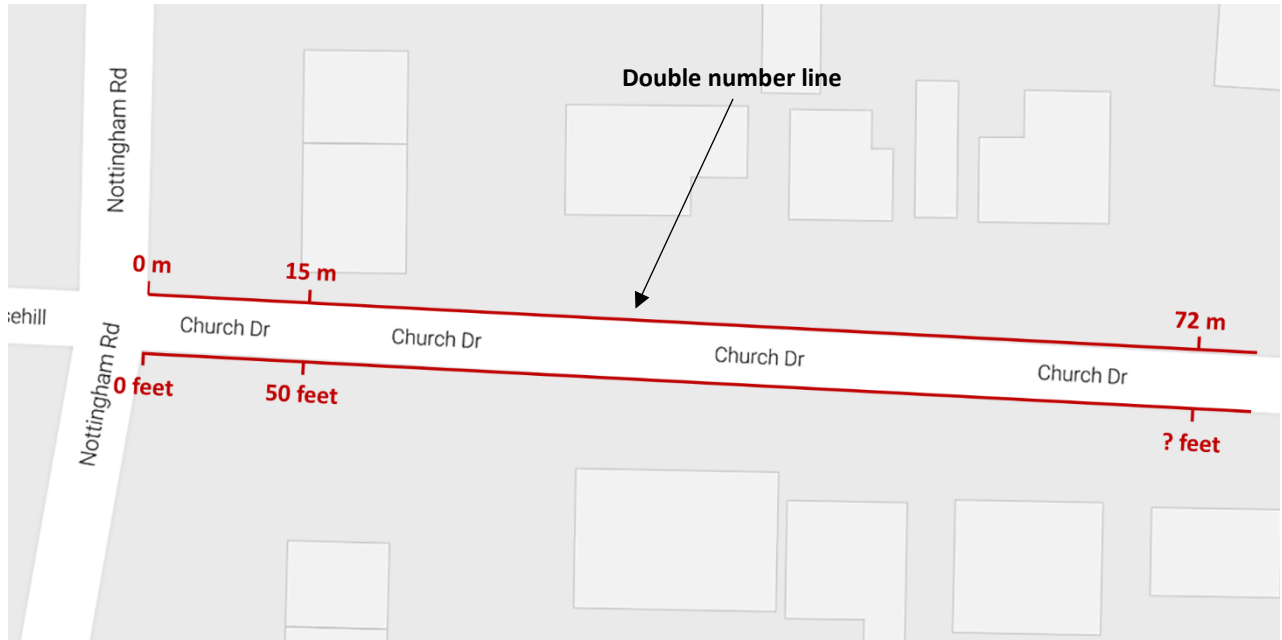 Nottingham Rd
Double number line
0 m
15 m
72 m
sehill
Church Dr
Church Dr
Church Dr
Church Dr
Nottingham Rd
0 feet
50 feet
? feet